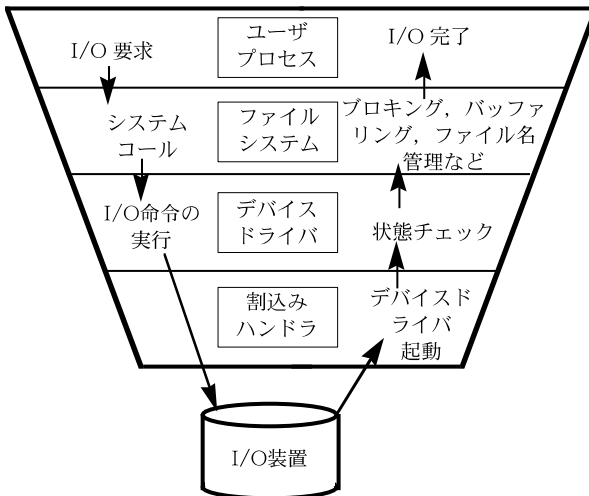 I/O 要求
ユーザ
プロセス
I/O 完了
システム
コール
ファイル
システム
ブロキング，バッファ
リング，ファイル名
管理など
I/O命令の
実行
デバイス
ドライバ
状態チェック
割込み
ハンドラ
デバイスド
ライバ
起動
I/O装置